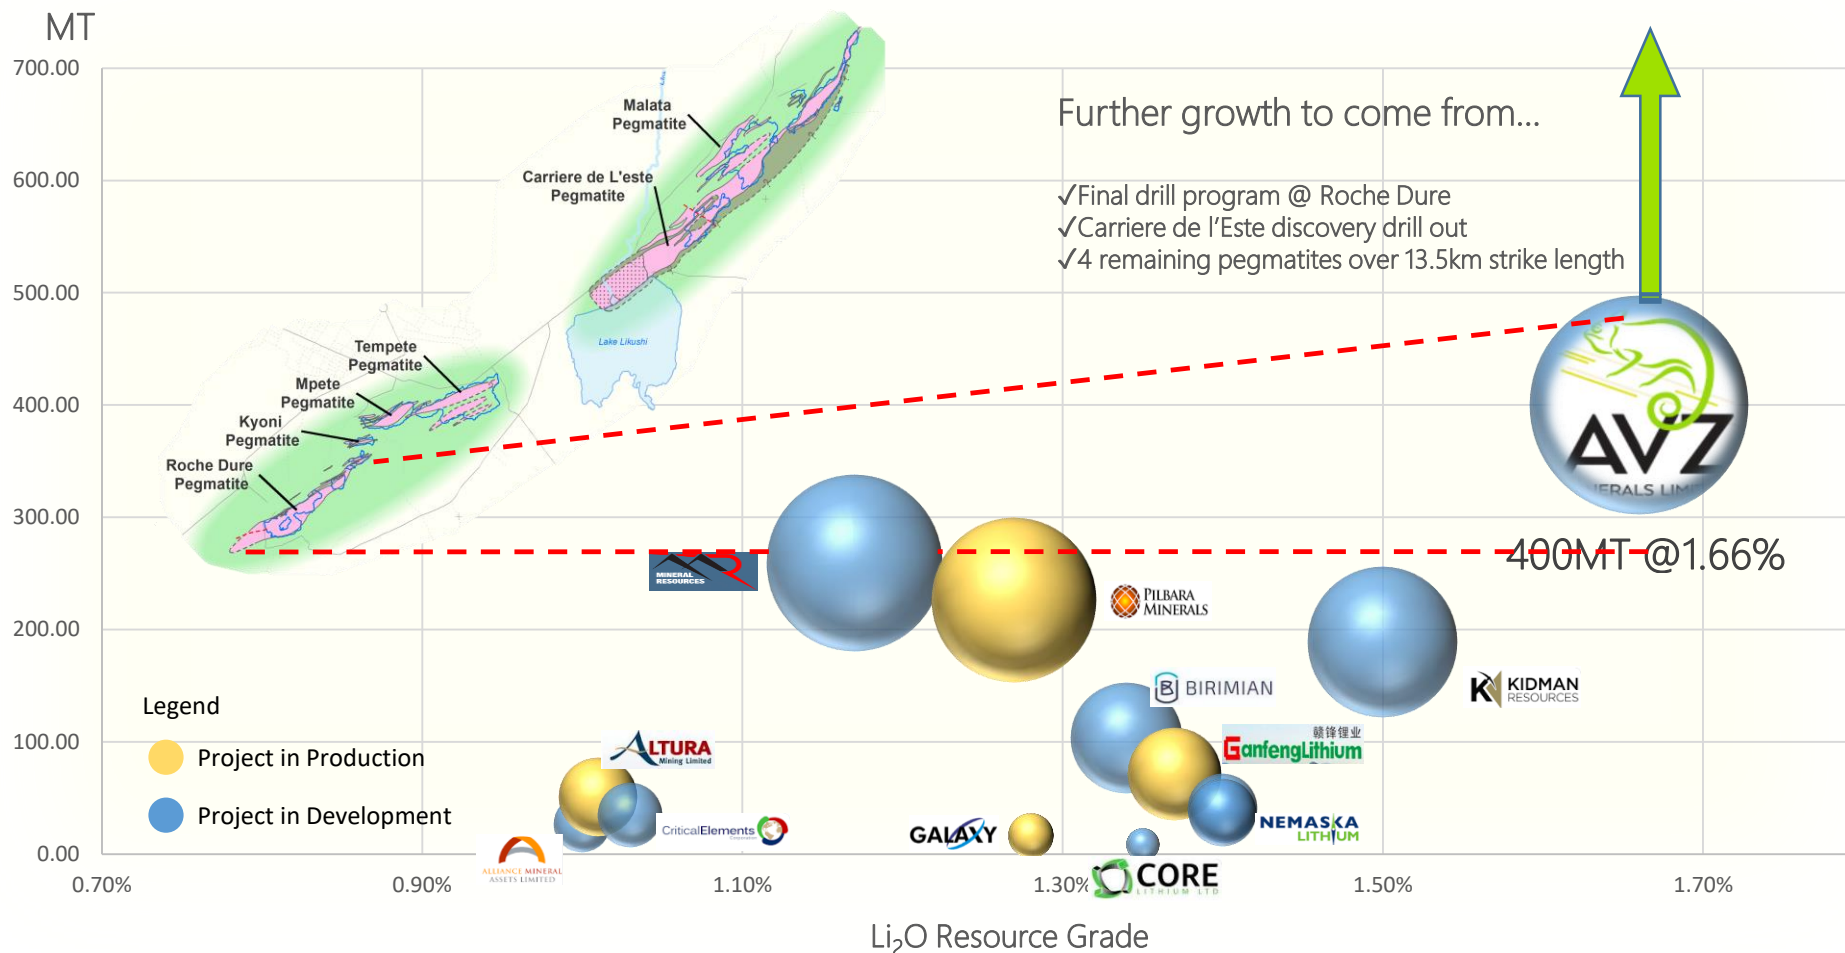 MT
700.00
600.00
500.00
400.00
300.00
200.00
100.00
0.00
0.70%
0.90%
1.10%
1.30%
1.50%
1.70%
Li₂O Resource Grade
Malata
Pegmatite
Carriere de L'este
Pegmatite
Lake Likushi
Tempete
Pegmatite
Mpete
Pegmatite
Kyoni
Pegmatite
Roche Dure
Pegmatite
Further growth to come from...
✓Final drill program @ Roche Dure
✓Carriere de l'Este discovery drill out
✓4 remaining pegmatites over 13.5km strike length
AVZ
NERALS LIME
400MT @1.66%
MINERAL
RESOURCES
PILBARA
MINERALS
BIRIMIAN
KIDMAN
RESOURCES
赣锋锂业
GanfengLithium
NEMASKA
LITHIUM
ALTURA
Mining Limited
CriticalElements
Corporation
ALLIANCE MINERAL
ASSETS LIMITED
GALAXY
CORE
LITHIUM LTD
Legend
Project in Production
Project in Development